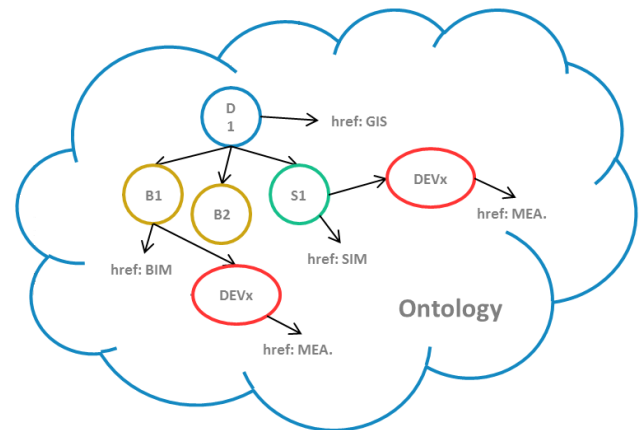 D
1
href: GIS
B1
B2
S1
DEVx
href: MEA.
href: BIM
href: SIM
DEVx
Ontology
href: MEA.